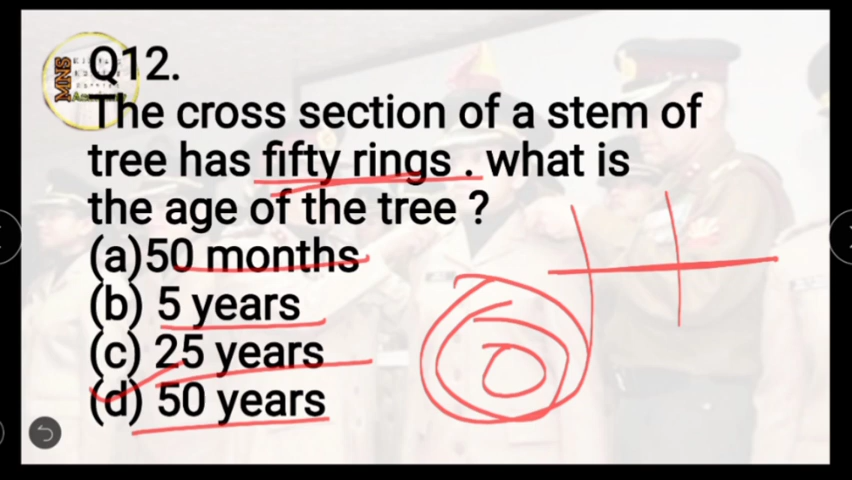 Q12.
The cross section of a stem of
tree has fifty rings . what is
the age of the tree ?
(a)50 months
(b) 5 years
(c) 25 years
(d) 50 years
MNS